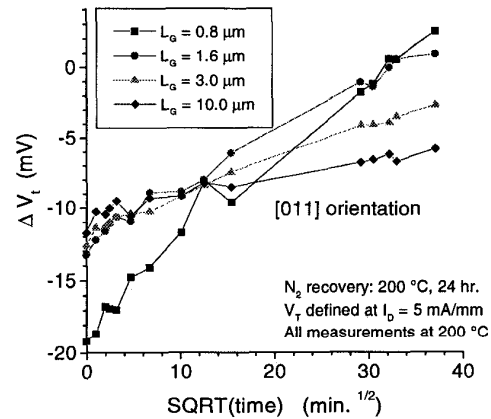 L_G = 0.8 μm
L_G = 1.6 μm
L_G = 3.0 μm
L_G = 10.0 μm
0
-5
-10
-15
-20
Δ V_t (mV)
[011] orientation
N_2 recovery: 200 °C, 24 hr.
V_T defined at I_D = 5 mA/mm
All measurements at 200 °C
0 10 20 30 40
SQRT(time) (min. ^1/2)